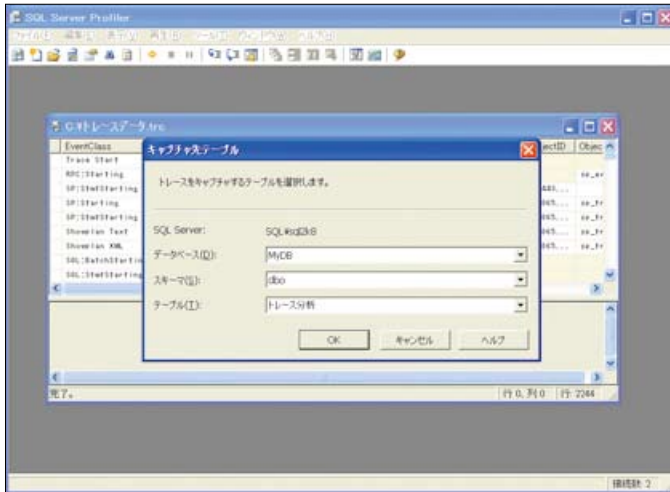 SQL Server Profiler
G:¥トレースデータ.trc
EventClass
ectID
Objec
Trace Start
RPC:Starting
SP:StmtStarting
SP:Starting
SP:StmtStarting
Showplan Text
Showplan XML
SQL:BatchStarting
SQL:StmtStarting
キャプチャ先テーブル
トレースをキャプチャするテーブルを選択します。
SQL Server:
SQL¥sql2k8
データベース(D):
MyDB
スキーマ(S):
dbo
テーブル(T):
トレース分析
OK
キャンセル
ヘルプ
完了。
行 0, 列 0
行: 2244
接続数: 2